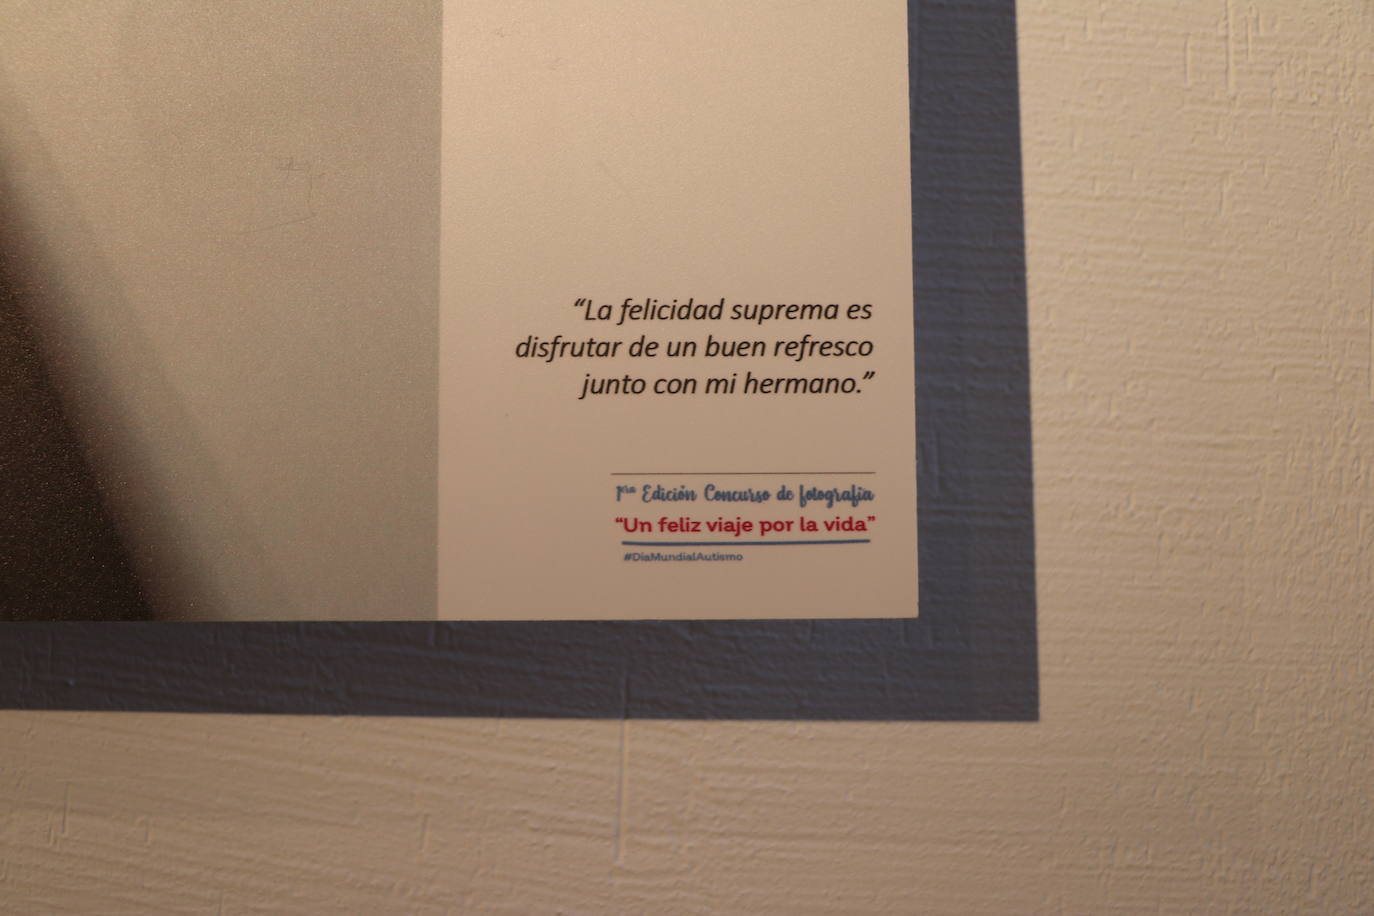 “La felicidad suprema es
disfrutar de un buen refresco
junto con mi hermano.”
1ra Edición Concurso de fotografía
“Un feliz viaje por la vida”
#DíaMundialAutismo